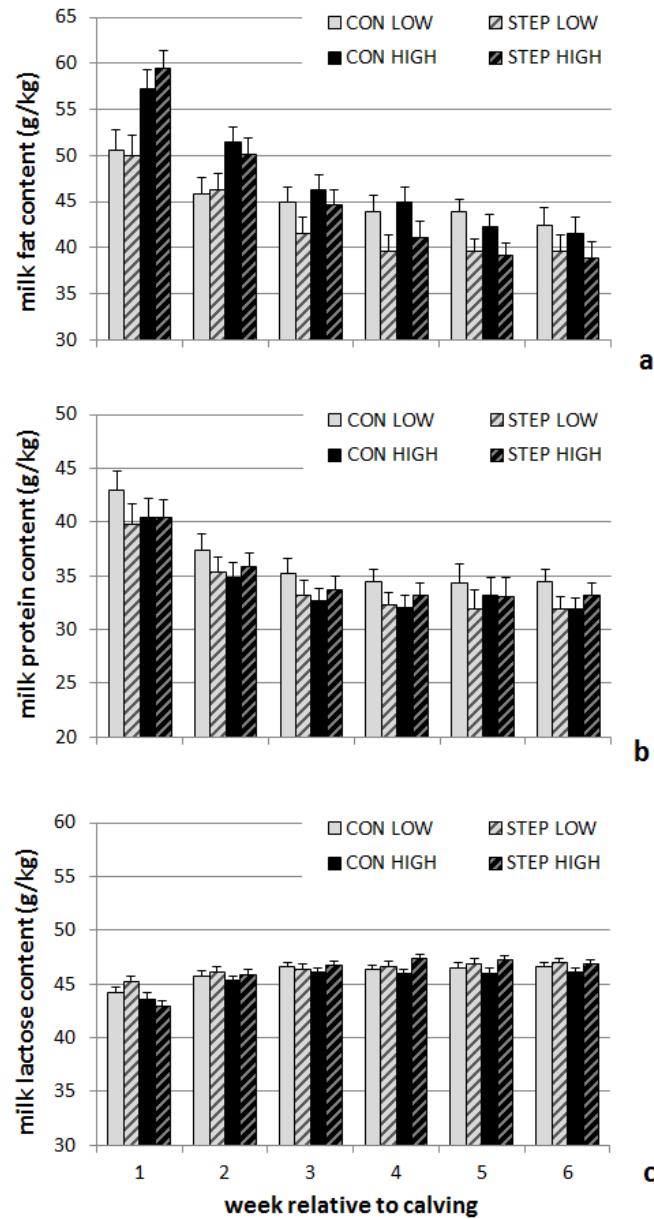 65
60
55
50
45
40
35
30
milk fat content (g/kg)
CON LOW STEP LOW
CON HIGH STEP HIGH
a
50
45
40
35
30
25
20
milk protein content (g/kg)
CON LOW STEP LOW
CON HIGH STEP HIGH
b
60
55
50
45
40
35
30
milk lactose content (g/kg)
CON LOW STEP LOW
CON HIGH STEP HIGH
1 2 3 4 5 6
week relative to calving
c